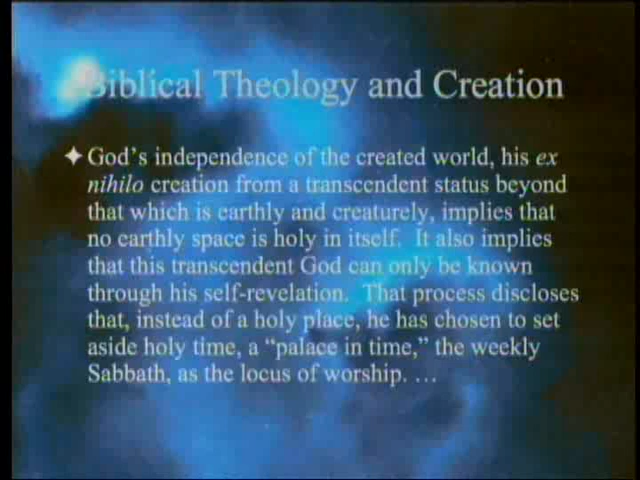 Biblical Theology and Creation
God's independence of the created world, his ex
nihilo creation from a transcendent status beyond
that which is earthly and creaturely, implies that
no earthly space is holy in itself.  It also implies
that this transcendent God can only be known
through his self-revelation.  That process discloses
that, instead of a holy place, he has chosen to set
aside holy time, a “palace in time,” the weekly
Sabbath, as the locus of worship. …